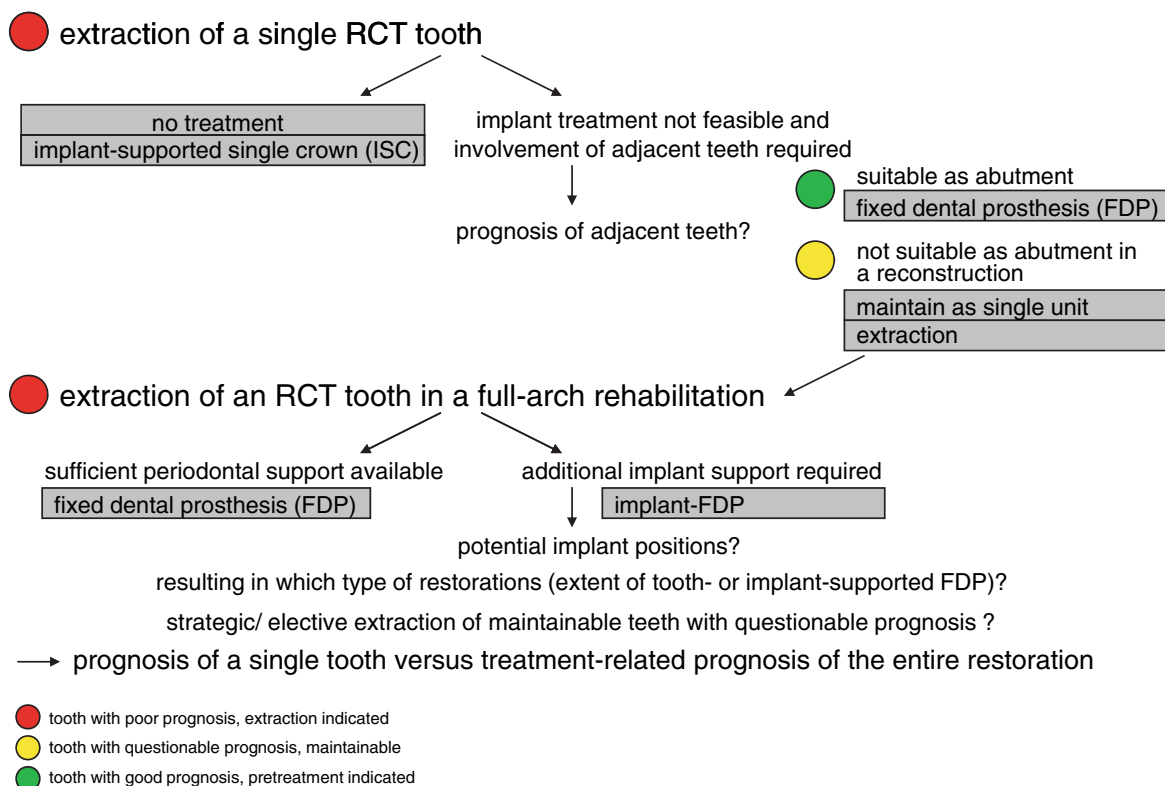 extraction of a single RCT tooth
no treatment
implant-supported single crown (ISC)
implant treatment not feasible and
involvement of adjacent teeth required
prognosis of adjacent teeth?
suitable as abutment
fixed dental prosthesis (FDP)
not suitable as abutment in
a reconstruction
maintain as single unit
extraction
extraction of an RCT tooth in a full-arch rehabilitation
sufficient periodontal support available
fixed dental prosthesis (FDP)
additional implant support required
implant-FDP
potential implant positions?
resulting in which type of restorations (extent of tooth- or implant-supported FDP)?
strategic/ elective extraction of maintainable teeth with questionable prognosis ?
prognosis of a single tooth versus treatment-related prognosis of the entire restoration
tooth with poor prognosis, extraction indicated
tooth with questionable prognosis, maintainable
tooth with good prognosis, pretreatment indicated